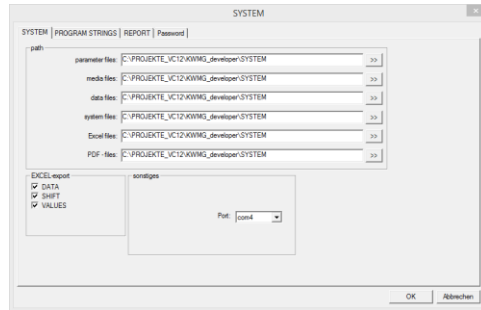 SYSTEM
SYSTEM PROGRAM STRINGS REPORT Password
path
parameter files: C:\PROJEKTE_VC12\KWMG_developer\SYSTEM >>
media files: C:\PROJEKTE_VC12\KWMG_developer\SYSTEM >>
data files: C:\PROJEKTE_VC12\KWMG_developer\SYSTEM >>
system files: C:\PROJEKTE_VC12\KWMG_developer\SYSTEM >>
Excel files: C:\PROJEKTE_VC12\KWMG_developer\SYSTEM >>
PDF-files: C:\PROJEKTE_VC12\KWMG_developer\SYSTEM >>
EXCEL-export sonstiges
DATA
SHIFT
VALUES
Port: com4
OK Abbrechen